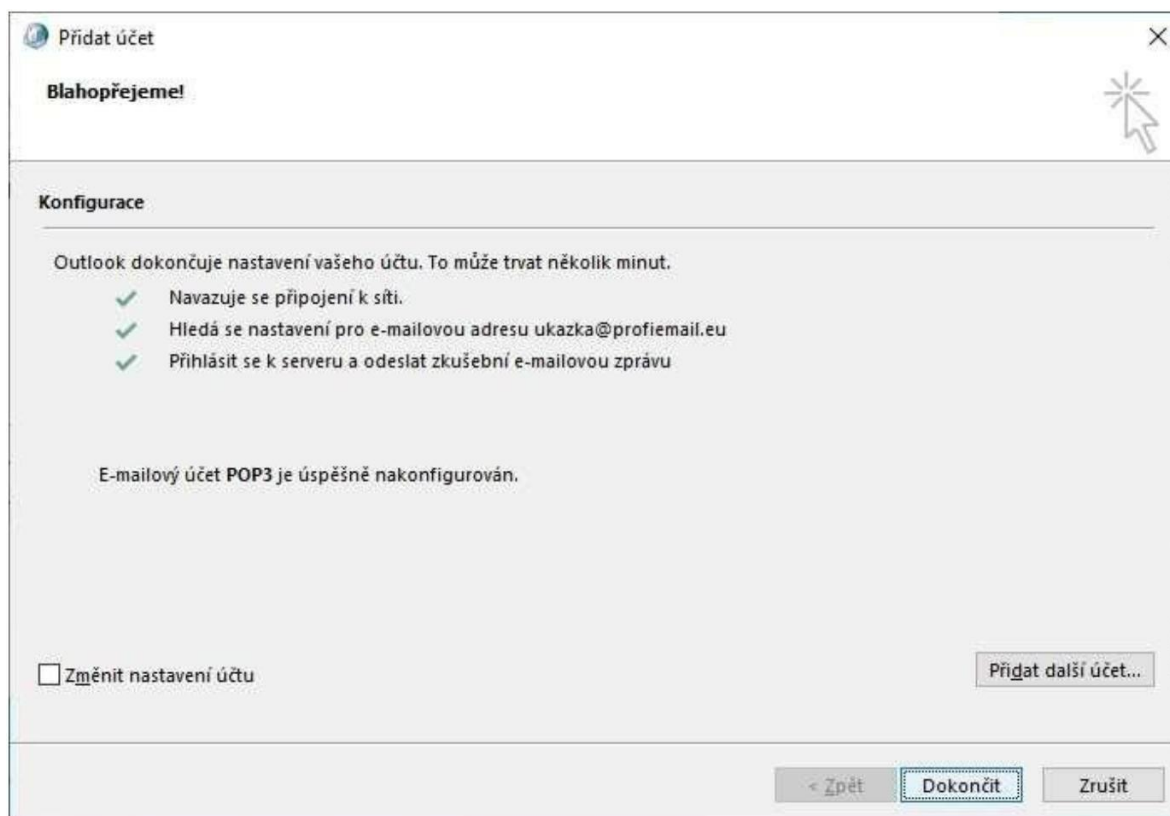 Přidat účet
Blahopřejeme!
Konfigurace
Outlook dokončuje nastavení vašeho účtu. To může trvat několik minut.
Navazuje se připojení k síti.
Hledá se nastavení pro e-mailovou adresu ukazka@profiemail.eu
Přihlásit se k serveru a odeslat zkušební e-mailovou zprávu
E-mailový účet POP3 je úspěšně nakonfigurován.
Změnit nastavení účtu
Přidat další účet...
< Zpět
Dokončit
Zrušit